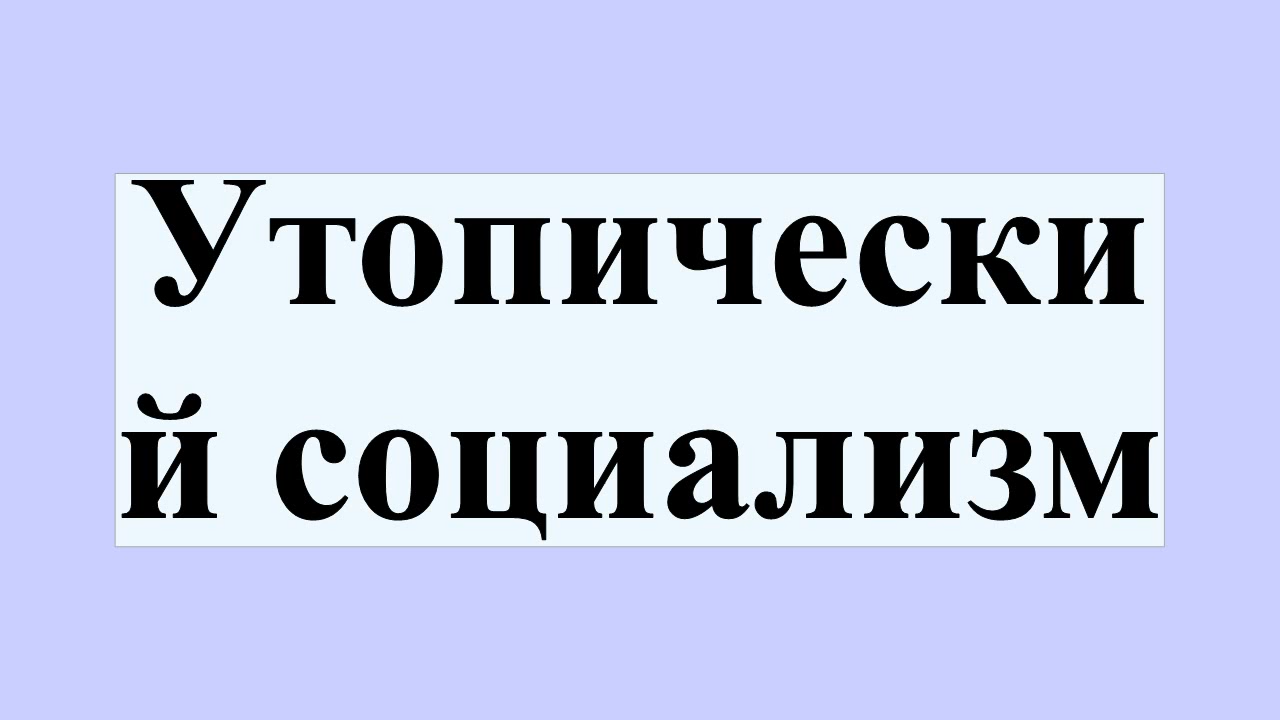 Утопически
й социализм